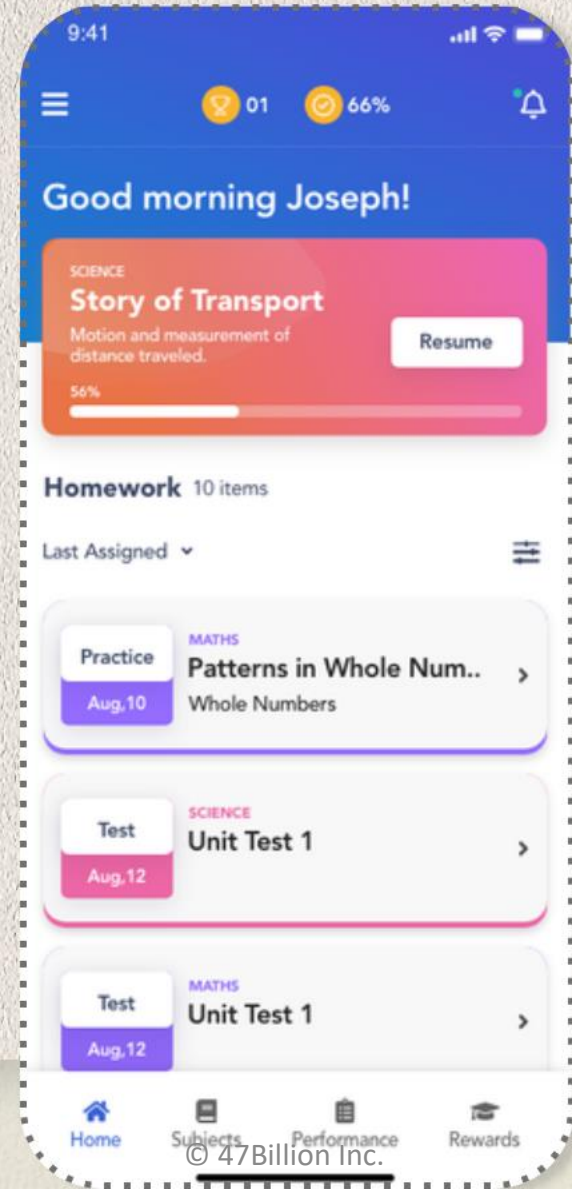 9:41
01 66%
Good morning Joseph!
SCIENCE
Story of Transport
Motion and measurement of
distance traveled.
Resume
56%
Homework 10 items
Last Assigned
Practice
Aug,10
MATHS
Patterns in Whole Num..
Whole Numbers
Test
Aug,12
SCIENCE
Unit Test 1
Test
Aug,12
MATHS
Unit Test 1
Home Subjects Performance Rewards
© 47Billion Inc.